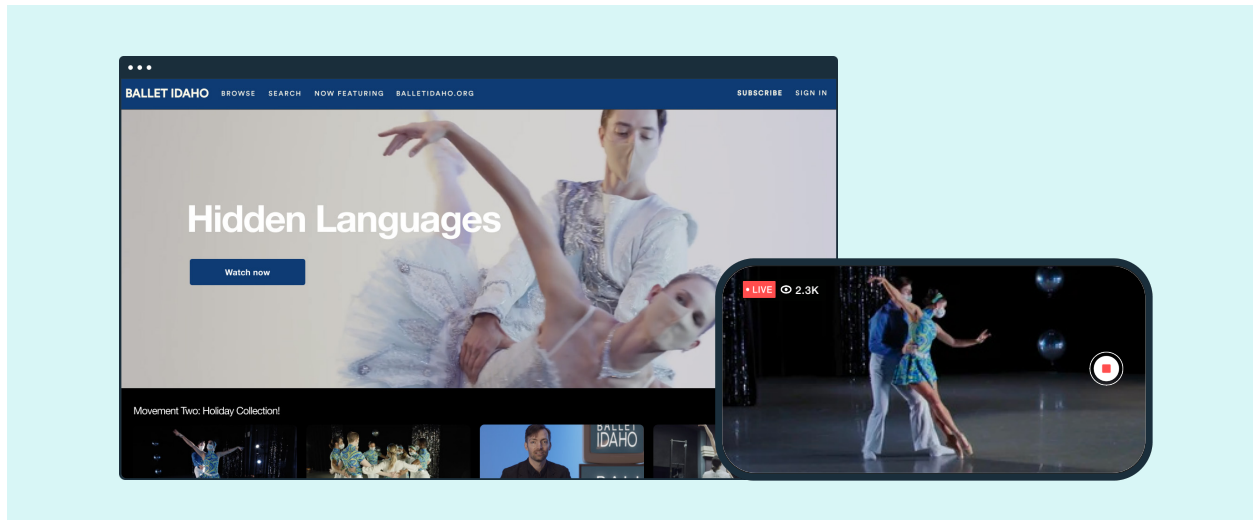 BALLET IDAHO BROWSE SEARCH NOW FEATURING BALLETIDAHO.ORG SUBSCRIBE SIGN IN
Hidden Languages
Watch now
LIVE 2.3K
Movement Two: Holiday Collection!
BALLET
IDAHO